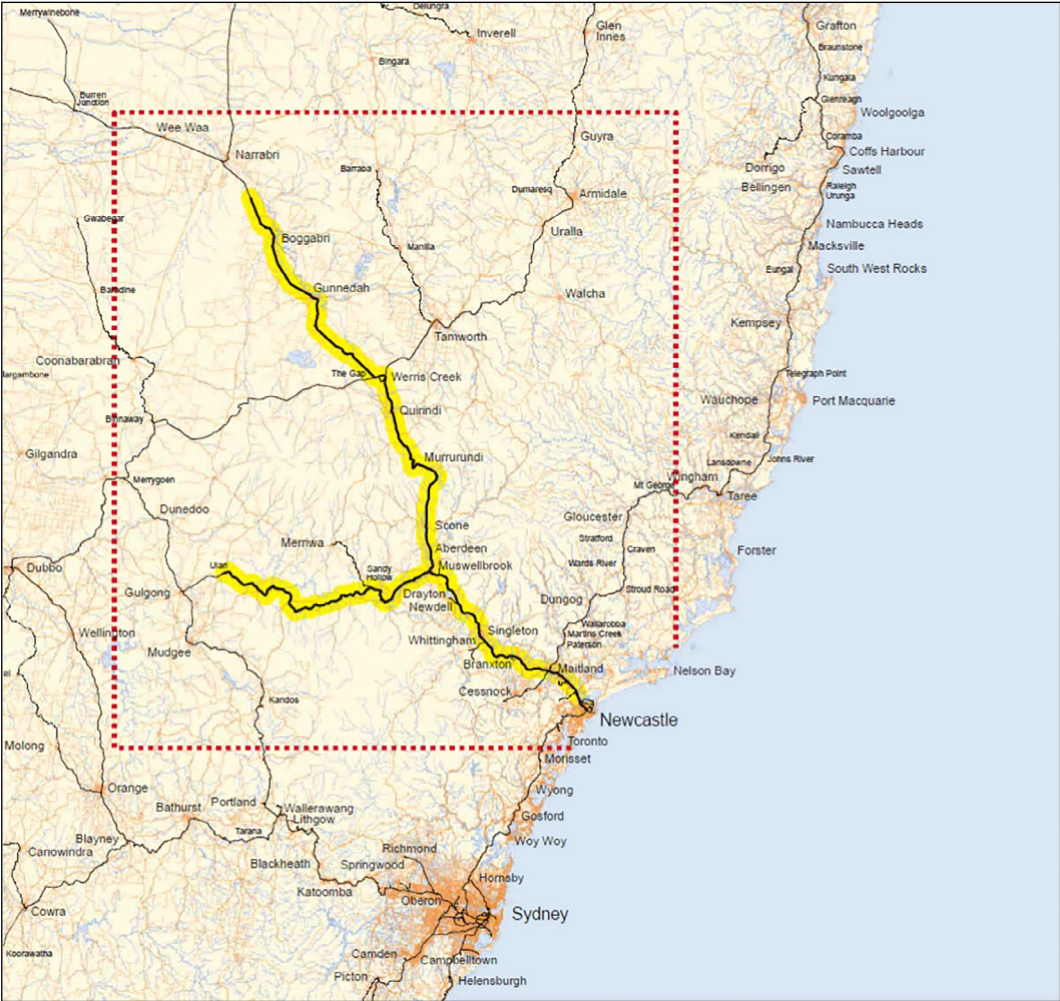 Merrywinebone
Delungra
Inverell
Glen
Innes
Grafton
Braunstone
Bingara
Kungala
Burren
Junction
Glenreagh
Woolgoolga
Wee Waa
Guyra
Coramba
Narrabri
Coffs Harbour
Barraba
Dorrigo
Sawtell
Dumaresq
Armidale
Bellingen
Raleigh
Urunga
Gwabegar
Nambucca Heads
Boggabri
Uralla
Manilla
Macksville
Eungai
South West Rocks
Baradine
Gunnedah
Walcha
Kempsey
Tamworth
Coonabarabran
The Gap
Werris Creek
Telegraph Point
Wauchope
Port Macquarie
Quirindi
Binnaway
Kendall
Gilgandra
Murrurundi
Lansdowne
Johns River
Merrygoen
Wingham
Mt George
Taree
Dunedoo
Gloucester
Scone
Stratford
Merriwa
Aberdeen
Craven
Forster
Dubbo
Ulan
Sandy
Hollow
Muswellbrook
Wards River
Gulgong
Drayton
Newdell
Dungog
Stroud Road
Wellington
Singleton
Wallarobba
Martins Creek
Paterson
Whittingham
Mudgee
Branxton
Maitland
Nelson Bay
Cessnock
Kandos
Newcastle
Molong
Toronto
Morisset
Orange
Wyong
Bathurst
Portland
Wallerawang
Lithgow
Gosford
Tarana
Blayney
Woy Woy
Canowindra
Richmond
Blackheath
Springwood
Hornsby
Katoomba
Oberon
Cowra
Sydney
Koorawatha
Camden
Campbelltown
Picton
Helensburgh